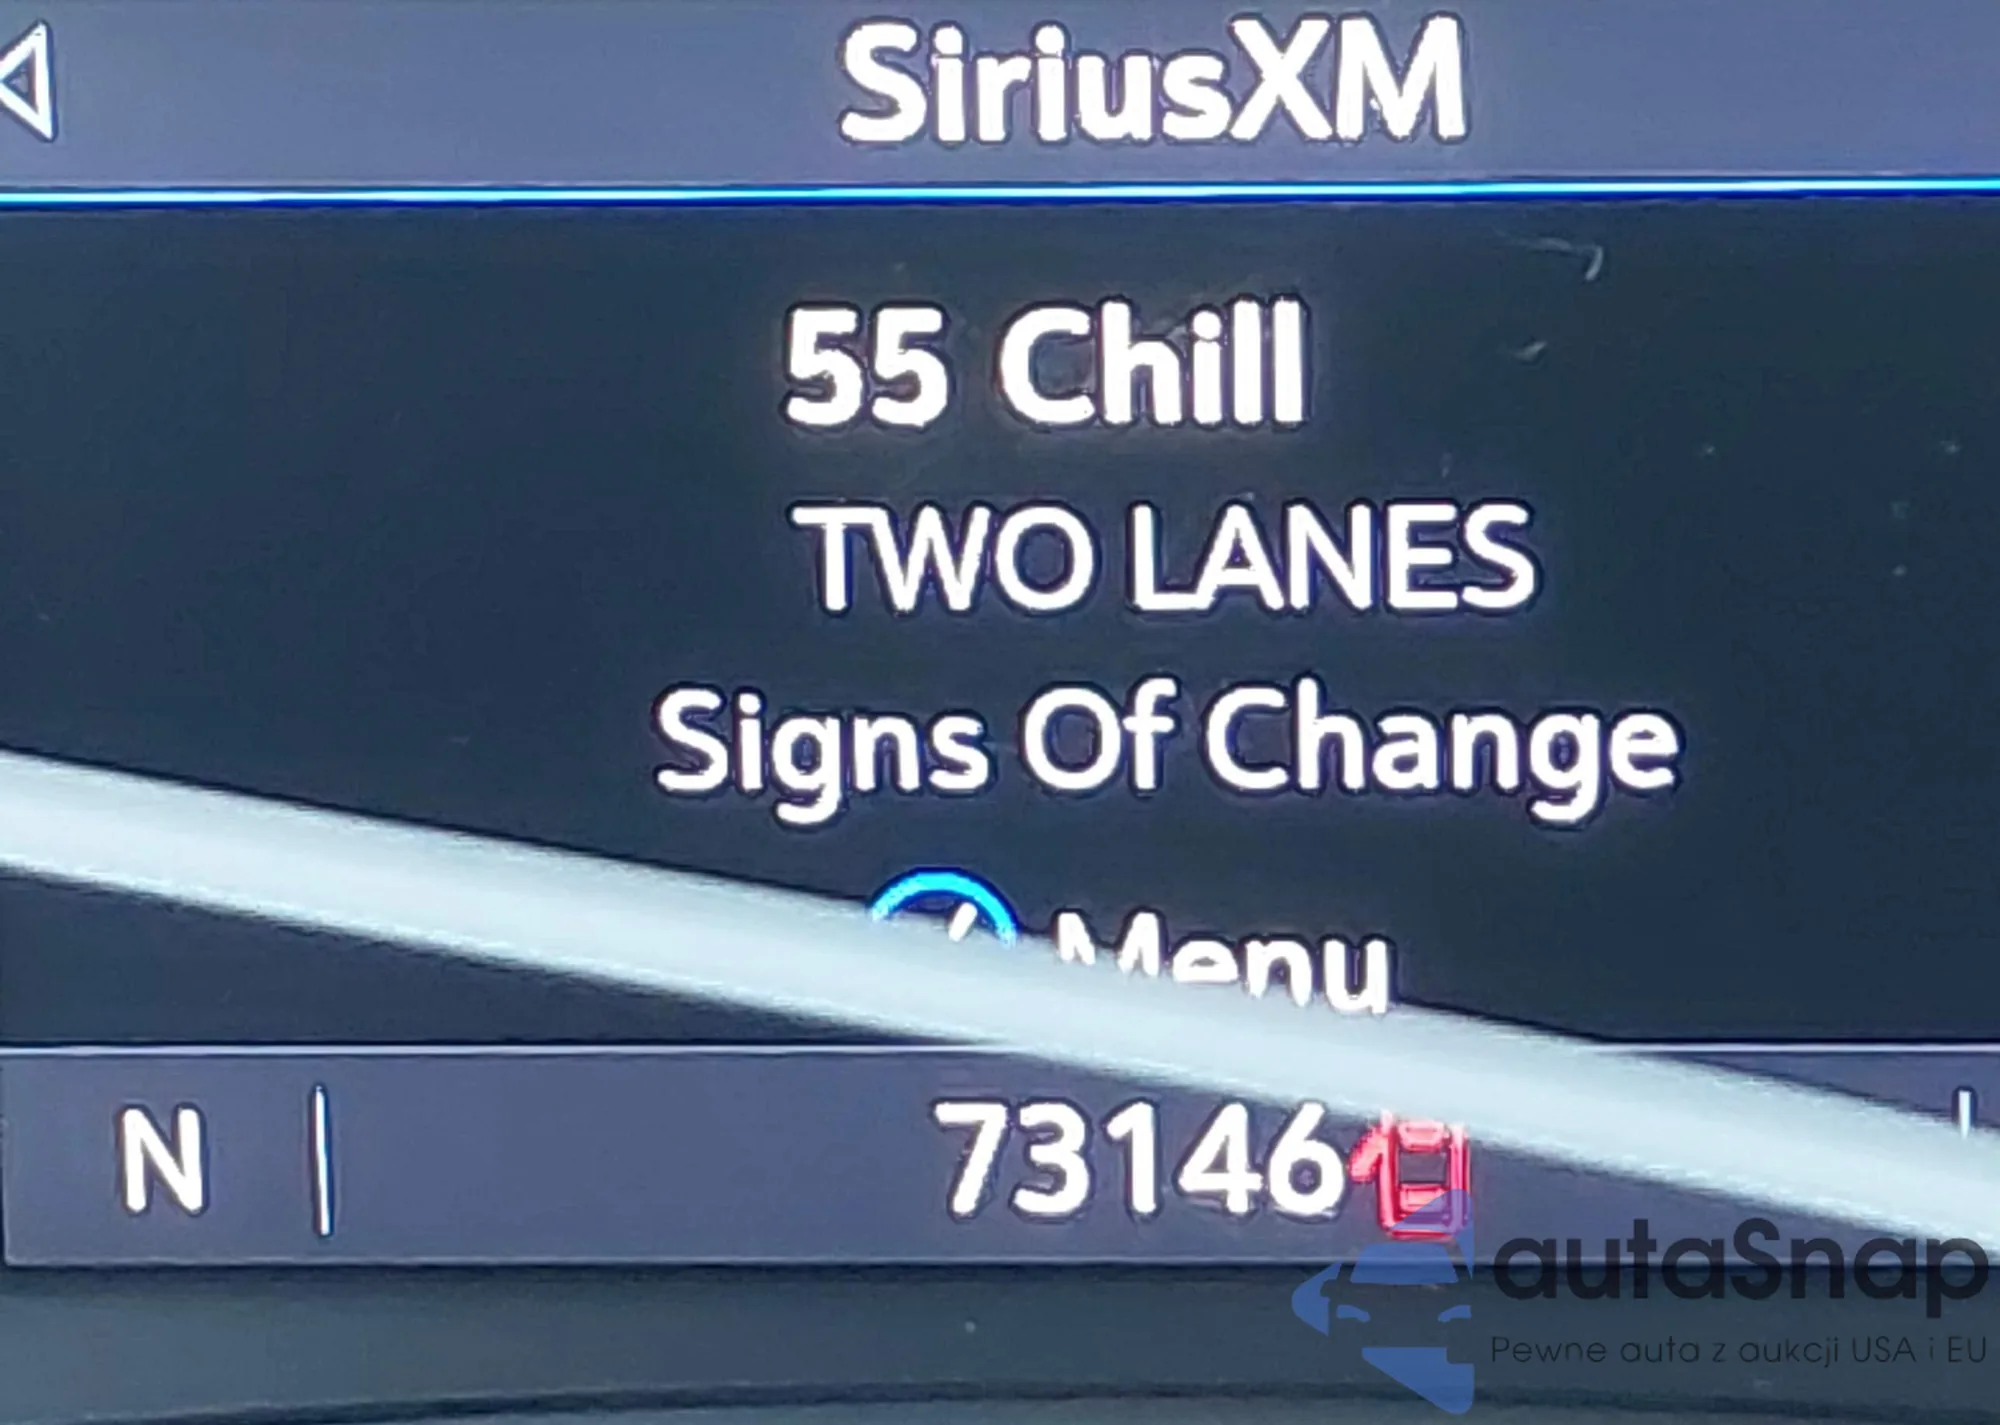 SiriusXM
55 Chill
TWO LANES
Signs Of Change
Menu
N
73146
autaSnap
Pewne auta z aukcji USA i EU